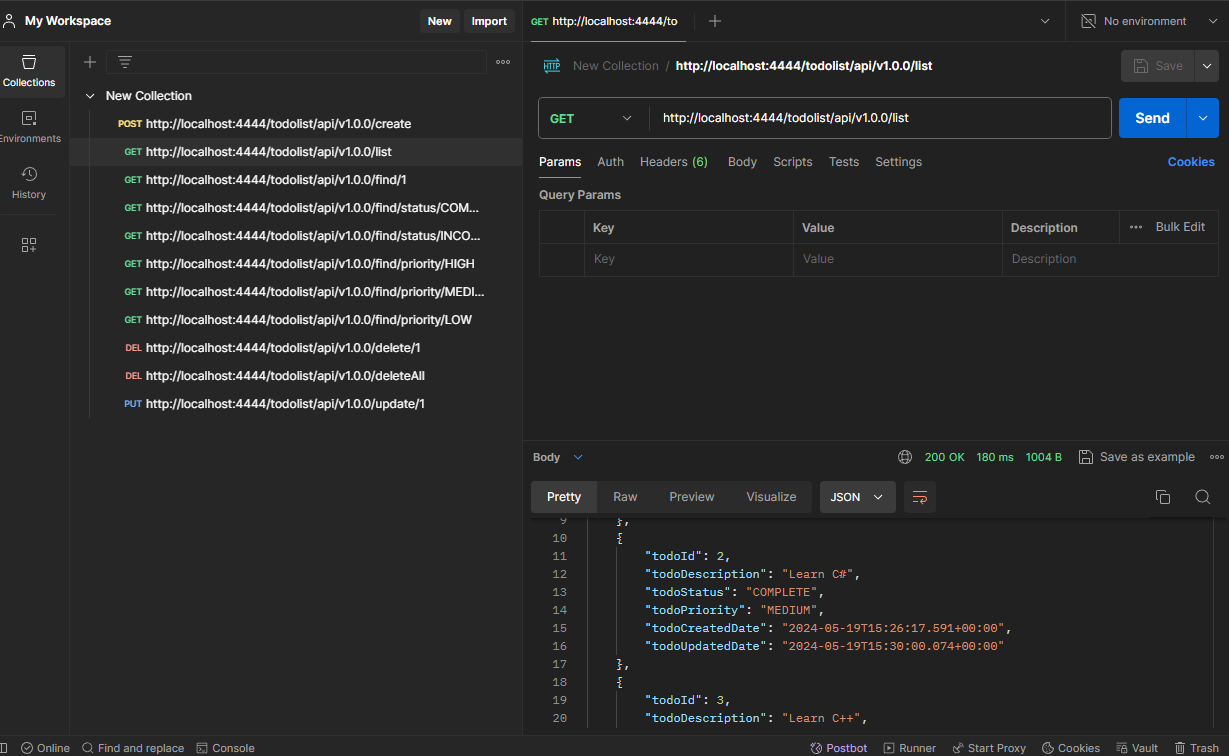 My Workspace New Import
GET http://localhost:4444/to No environment
Collections
Environments
History
New Collection
POST http://localhost:4444/todolist/api/v1.0.0/create
GET http://localhost:4444/todolist/api/v1.0.0/list
GET http://localhost:4444/todolist/api/v1.0.0/find/1
GET http://localhost:4444/todolist/api/v1.0.0/find/status/COM...
GET http://localhost:4444/todolist/api/v1.0.0/find/status/INCO...
GET http://localhost:4444/todolist/api/v1.0.0/find/priority/HIGH
GET http://localhost:4444/todolist/api/v1.0.0/find/priority/MEDI...
GET http://localhost:4444/todolist/api/v1.0.0/find/priority/LOW
DEL http://localhost:4444/todolist/api/v1.0.0/delete/1
DEL http://localhost:4444/todolist/api/v1.0.0/deleteAll
PUT http://localhost:4444/todolist/api/v1.0.0/update/1
HTTP New Collection / http://localhost:4444/todolist/api/v1.0.0/list Save
GET http://localhost:4444/todolist/api/v1.0.0/list Send
Params Auth Headers (6) Body Scripts Tests Settings Cookies
Query Params
Key Value Description Bulk Edit
Key Value Description
Body 200 OK 180 ms 1004 B Save as example
Pretty Raw Preview Visualize JSON
9 },
10 {
11 "todoId": 2,
12 "todoDescription": "Learn C#",
13 "todoStatus": "COMPLETE",
14 "todoPriority": "MEDIUM",
15 "todoCreatedDate": "2024-05-19T15:26:17.591+00:00",
16 "todoUpdatedDate": "2024-05-19T15:30:00.074+00:00"
17 },
18 {
19 "todoId": 3,
20 "todoDescription": "Learn C++",
Online Find and replace Console Postbot Runner Start Proxy Cookies Vault Trash